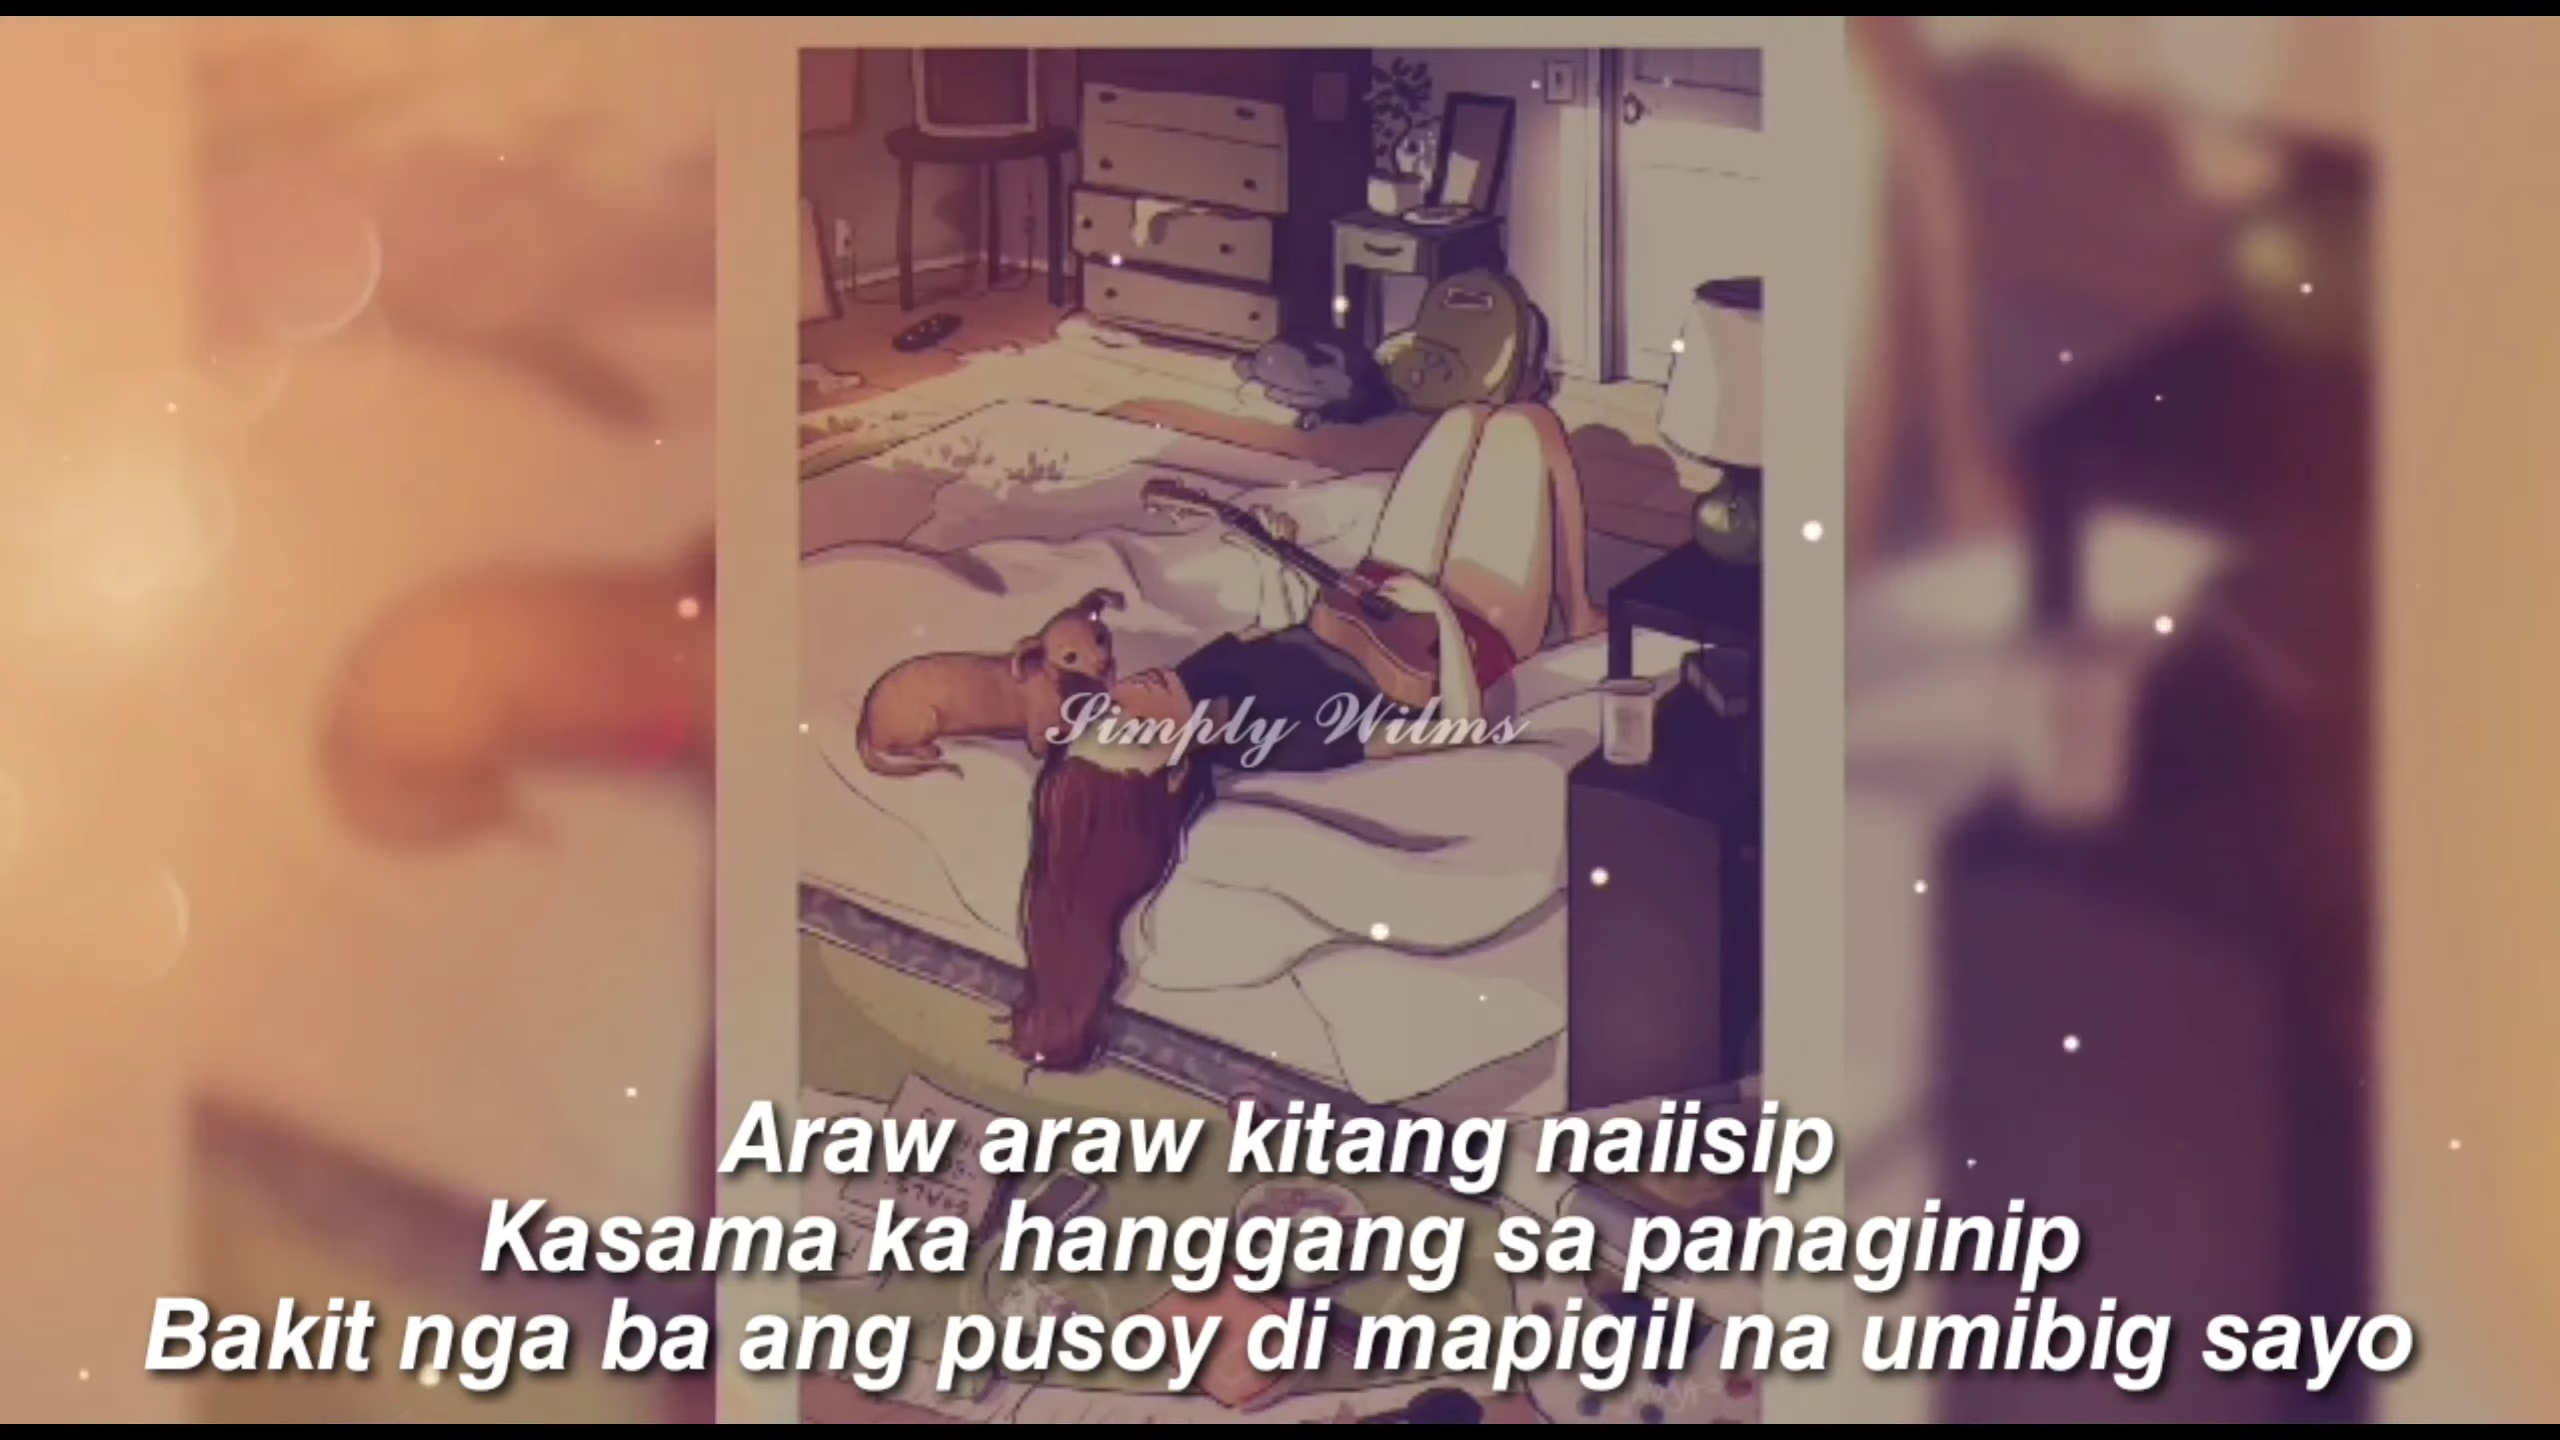 Simply Wilms
Araw araw kitang naiisip
Kasama ka hanggang sa panaginip
Bakit nga ba ang pusoy di mapigil na umibig sayo